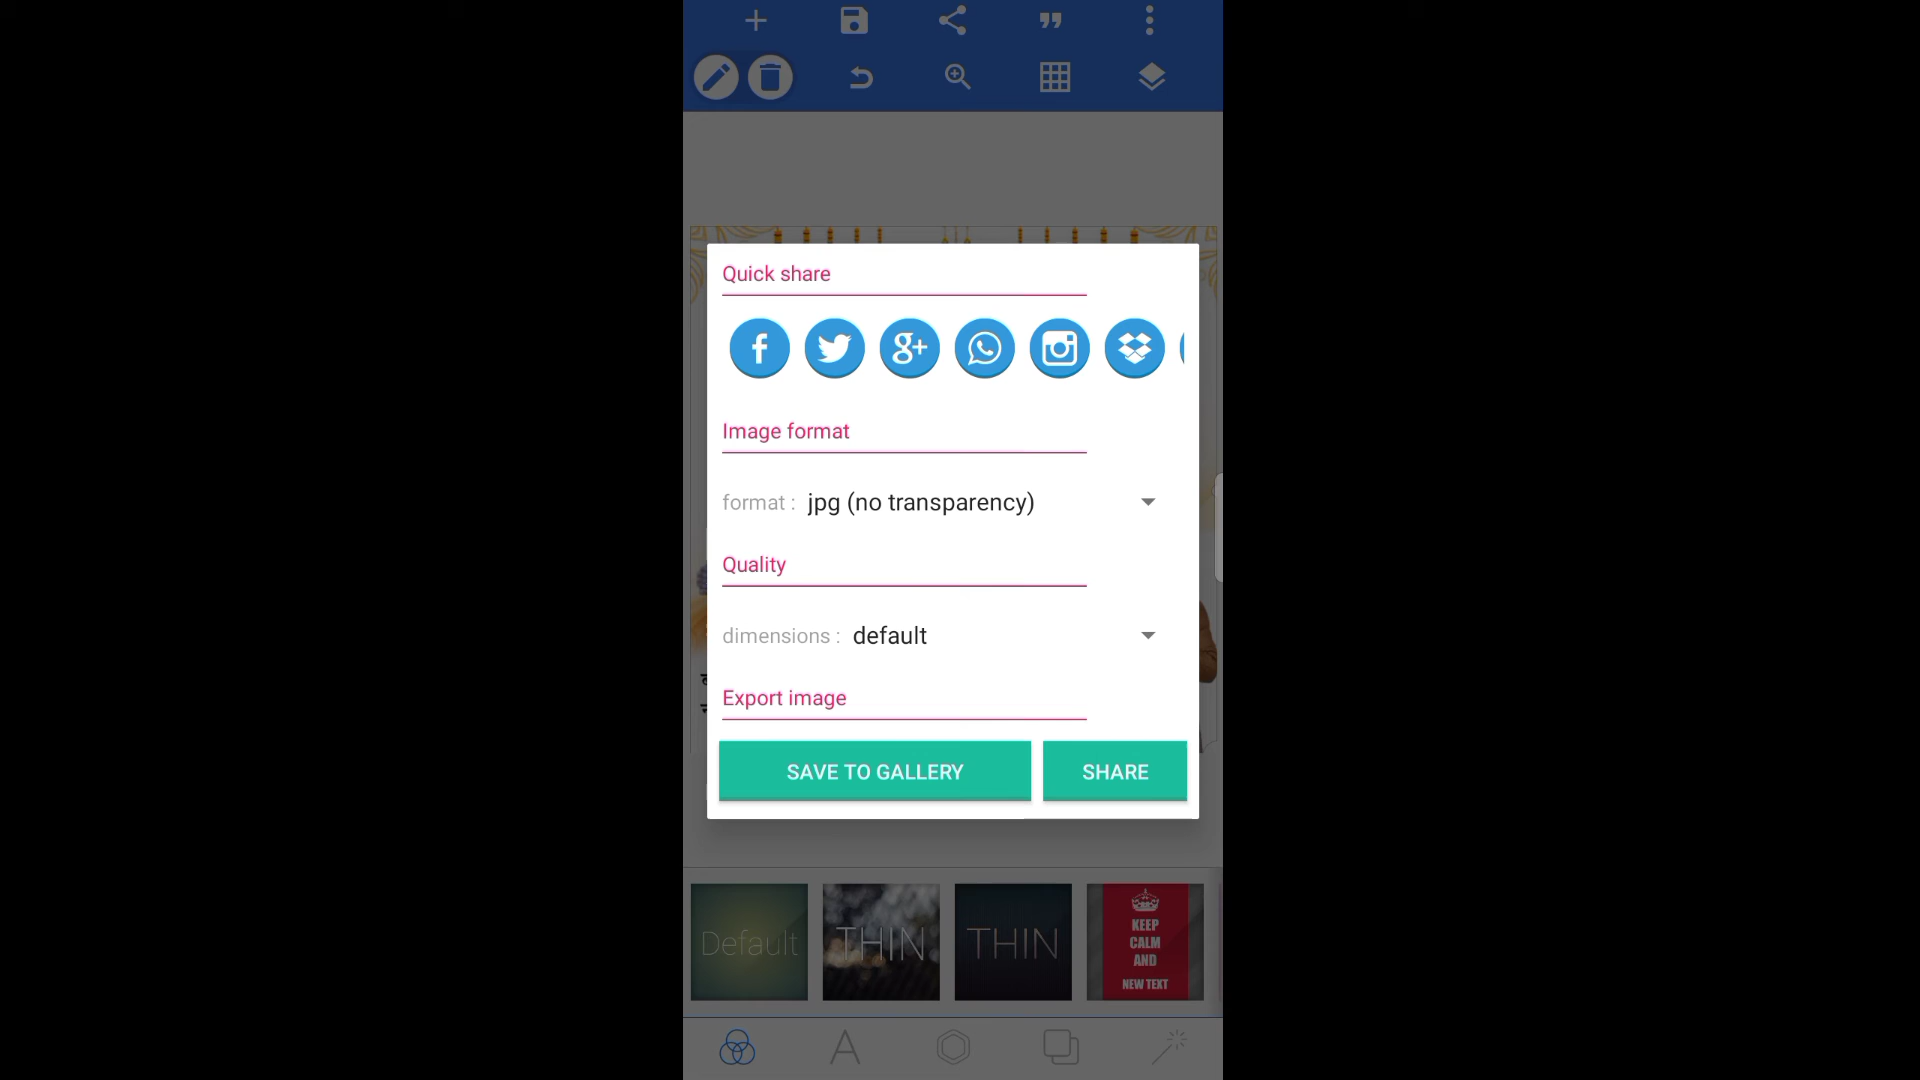 Quick share
Image format
format : jpg (no transparency)
Quality
dimensions : default
Export image
SAVE TO GALLERY
SHARE
Default
THIN
THIN
KEEP
CALM
AND
NEW TEXT